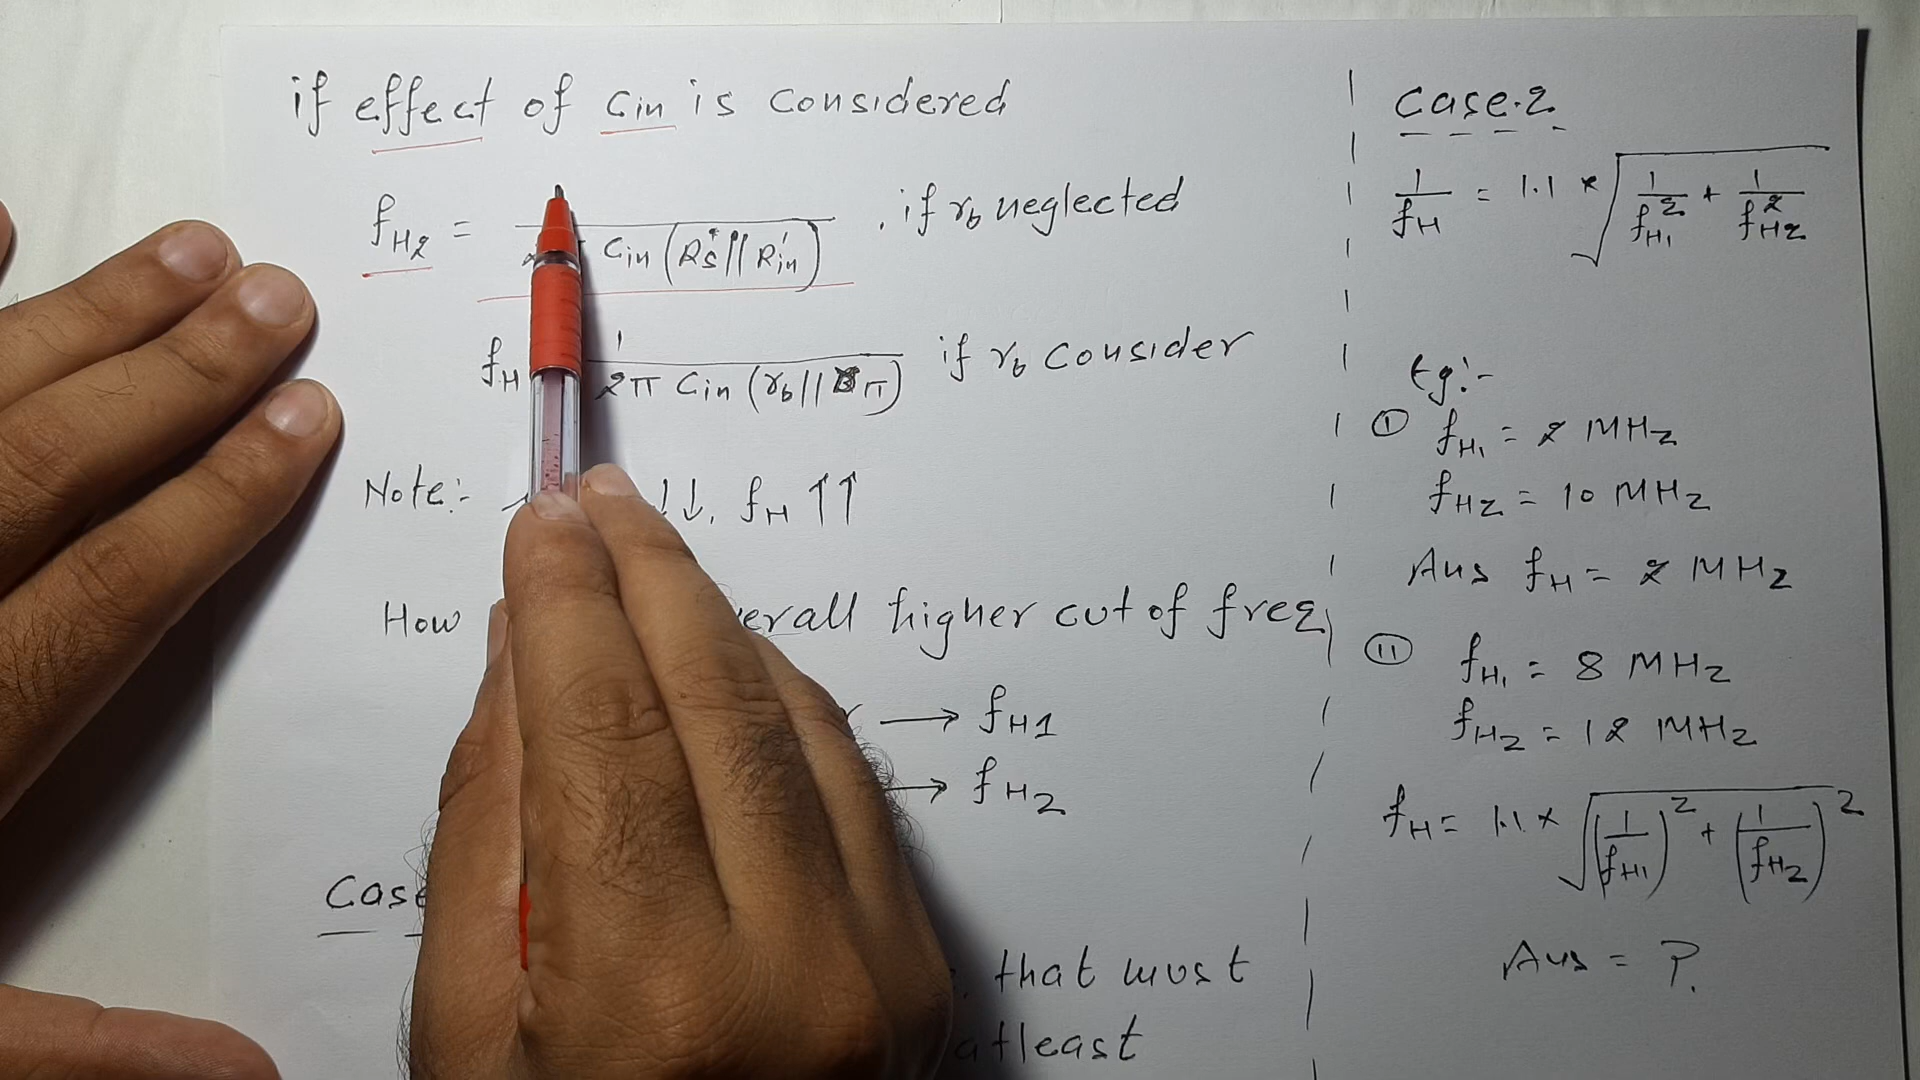 if effect of Cin is considered
fH2 = Cin (Rs || R'in) , if rb neglected
fH 1 / 2π Cin (rb || π) if rb consider
Note:- ↓↓, fH ↑↑
How erall higher cut of freq
→ fH1
→ fH2
Case
that must
atleast
Case-2
1/fH = 1.1 × √(1/fH1² + 1/fH2²)
Eg:-
① fH1 = 2 MHz
fH2 = 10 MHz
Ans fH = 2 MHz
⑪ fH1 = 8 MHz
fH2 = 12 MHz
fH = 1.1 × √((1/fH1)² + (1/fH2)²)
Ans = ?